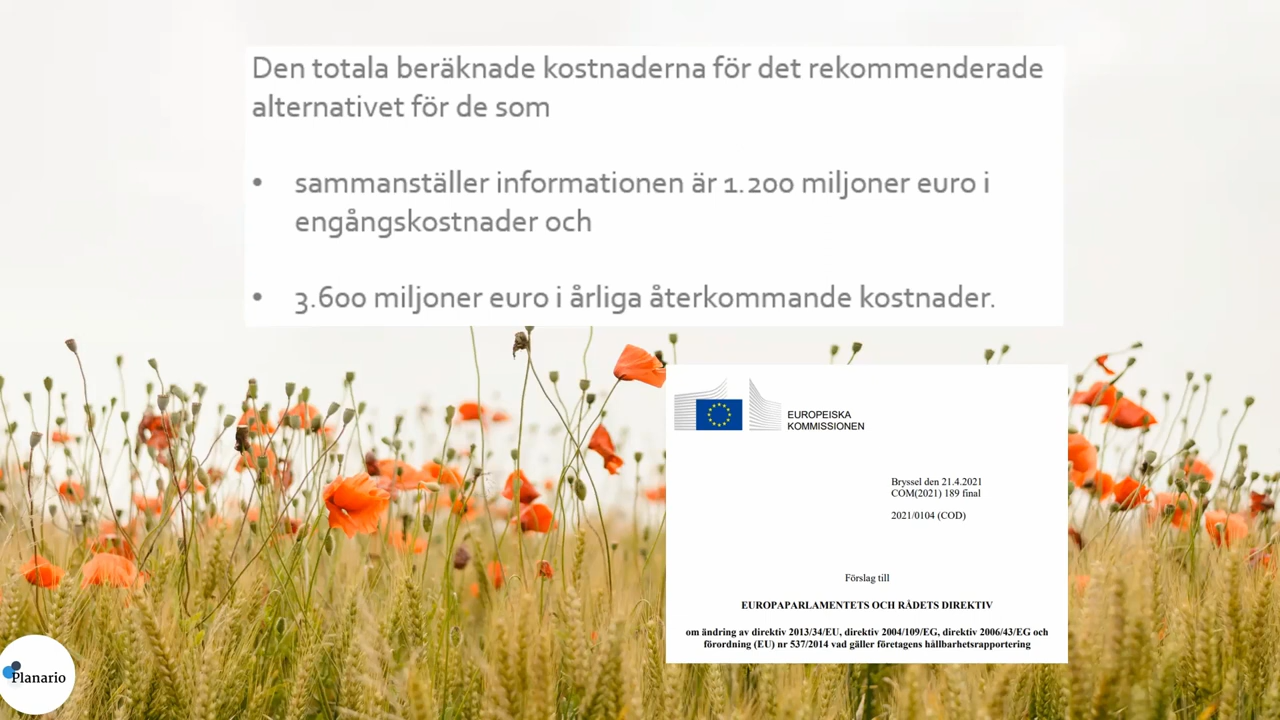 Den totala beräknade kostnaderna för det rekommenderade
alternativet för de som
• sammanställer informationen är 1.200 miljoner euro i
engångskostnader och
• 3.600 miljoner euro i årliga återkommande kostnader.
EUROPEISKA
KOMMISSIONEN
Bryssel den 21.4.2021
COM(2021) 189 final
2021/0104 (COD)
Förslag till
EUROPAPARLAMENTETS OCH RÅDETS DIREKTIV
om ändring av direktiv 2013/34/EU, direktiv 2004/109/EG, direktiv 2006/43/EG och
förordning (EU) nr 537/2014 vad gäller företagens hållbarhetsrapportering
Planario